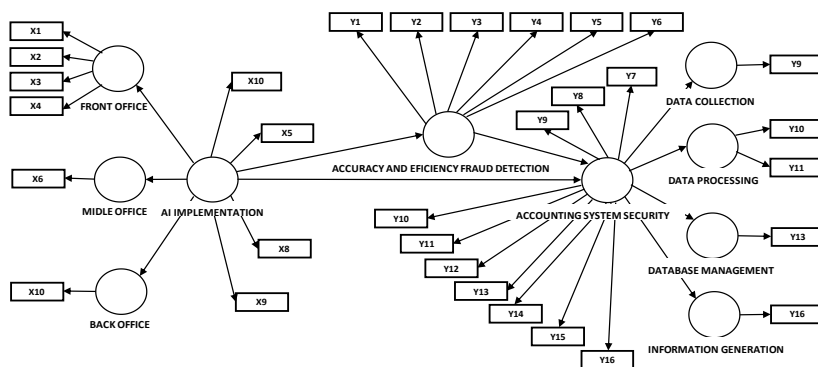 X1
X2
X3
X4
FRONT OFFICE
X10
X5
X6
MIDLE OFFICE
AI IMPLEMENTATION
X8
X9
X10
BACK OFFICE
Y1
Y2
Y3
Y4
Y5
Y6
ACCURACY AND EFICIENCY FRAUD DETECTION
Y9
Y8
Y7
ACCOUNTING SYSTEM SECURITY
Y10
Y11
Y12
Y13
Y14
Y15
Y16
DATA COLLECTION
Y9
DATA PROCESSING
Y10
Y11
DATABASE MANAGEMENT
Y13
INFORMATION GENERATION
Y16